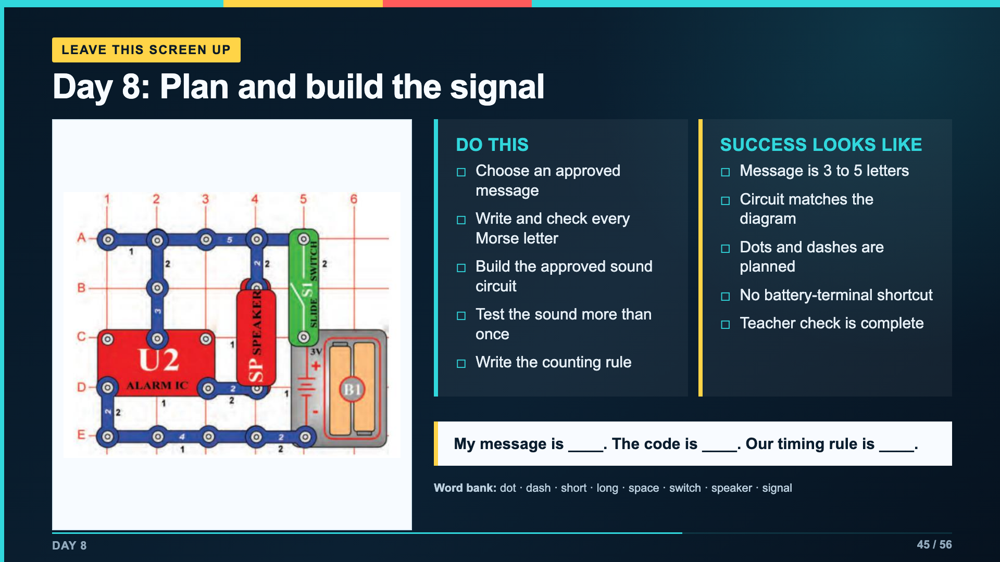 LEAVE THIS SCREEN UP
Day 8: Plan and build the signal
1 2 3 4 5 6
A
5
1
2
2
2
SLIDE SWITCH
S1
2
B
3
SP SPEAKER
C
1
3V
+
U2
ALARM IC
B1
D
2
2
1
1
2
2
-
E
4
1
2
2
DO THIS
☐ Choose an approved
message
☐ Write and check every
Morse letter
☐ Build the approved sound
circuit
☐ Test the sound more than
once
☐ Write the counting rule
SUCCESS LOOKS LIKE
☐ Message is 3 to 5 letters
☐ Circuit matches the
diagram
☐ Dots and dashes are
planned
☐ No battery-terminal shortcut
☐ Teacher check is complete
My message is ____. The code is ____. Our timing rule is ____.
Word bank: dot · dash · short · long · space · switch · speaker · signal
DAY 8
45 / 56